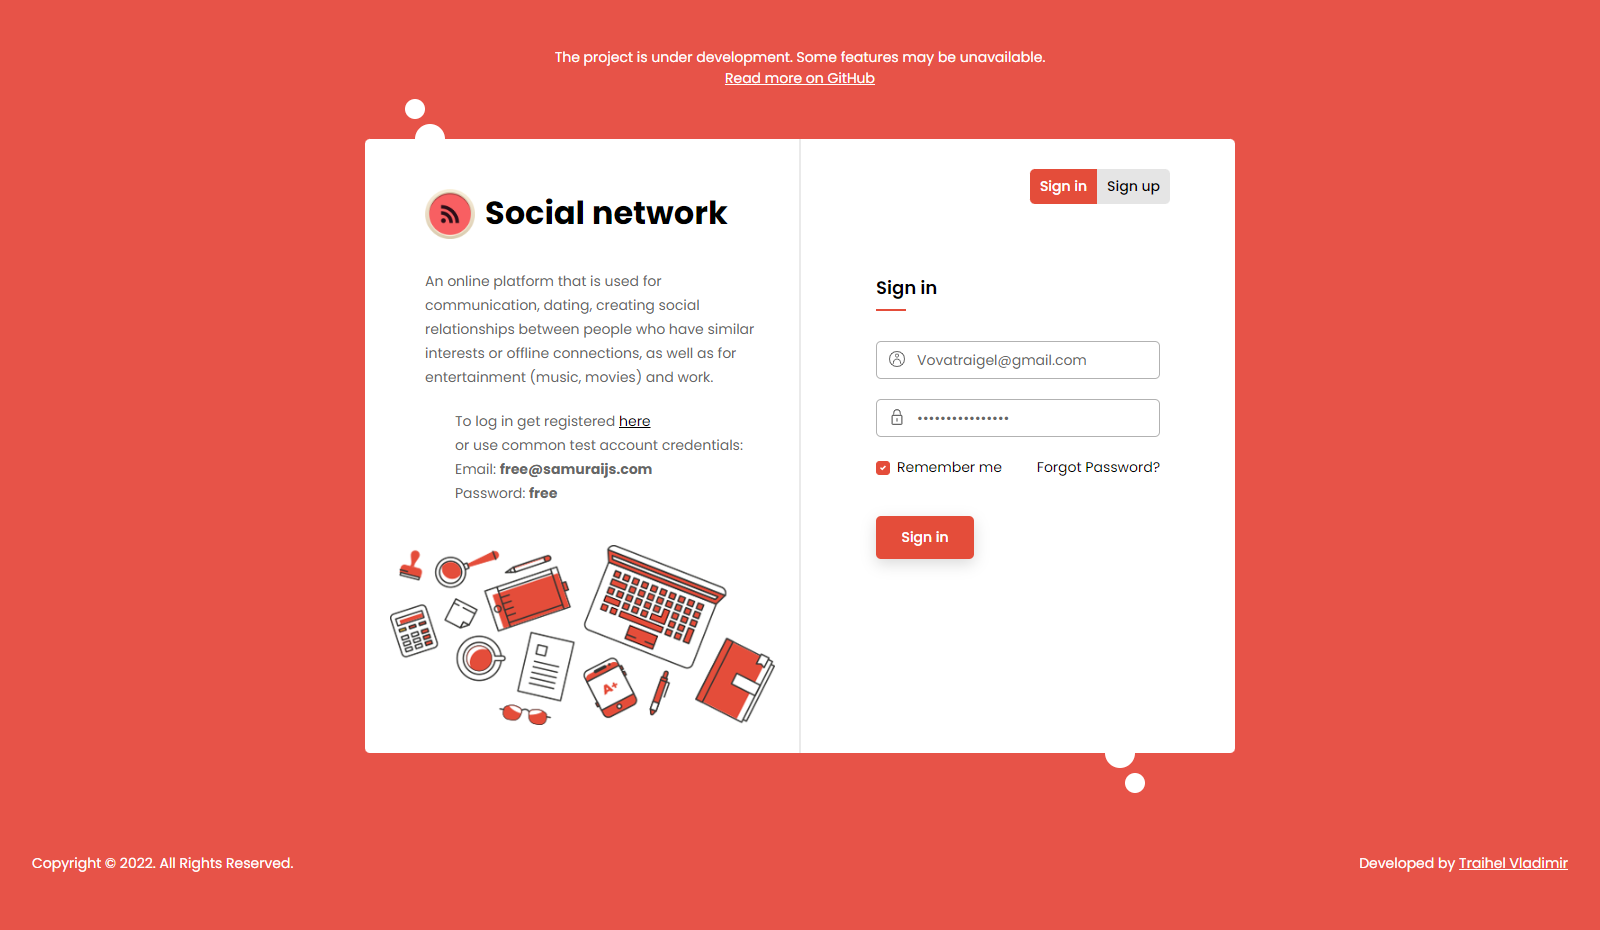 The project is under development. Some features may be unavailable.
Read more on GitHub
Social network
An online platform that is used for
communication, dating, creating social
relationships between people who have similar
interests or offline connections, as well as for
entertainment (music, movies) and work.
To log in get registered here
or use common test account credentials:
Email: free@samuraijs.com
Password: free
A+
Sign in Sign up
Sign in
Vovatraigel@gmail.com
••••••••••••••••
Remember me Forgot Password?
Sign in
Copyright © 2022. All Rights Reserved.
Developed by Traihel Vladimir